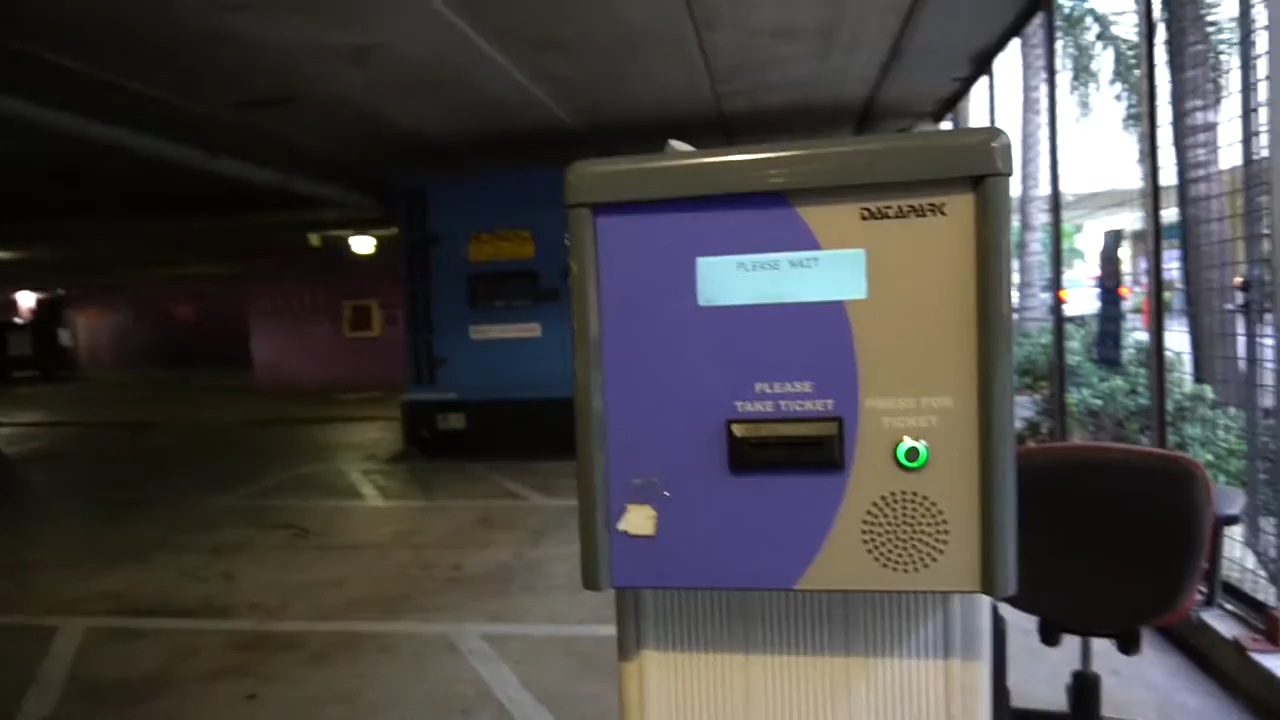 DATAPARK
PLEASE WAIT
PLEASE
TAKE TICKET
PRESS FOR
TICKET